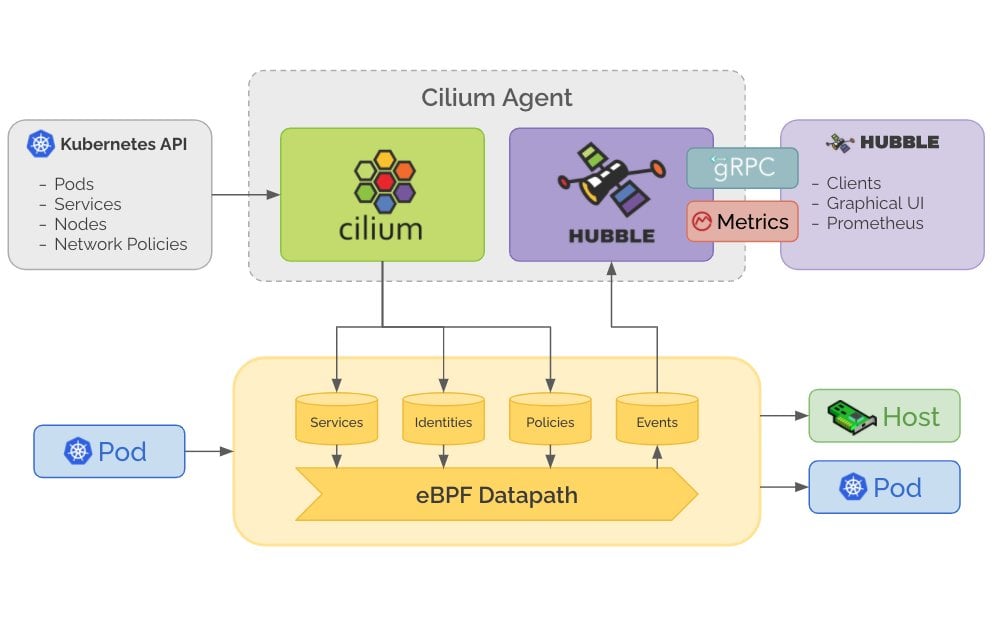 Cilium Agent
Kubernetes API
- Pods
- Services
- Nodes
- Network Policies
cilium
HUBBLE
gRPC
Metrics
HUBBLE
- Clients
- Graphical UI
- Prometheus
Services
Identities
Policies
Events
eBPF Datapath
Pod
Host
Pod